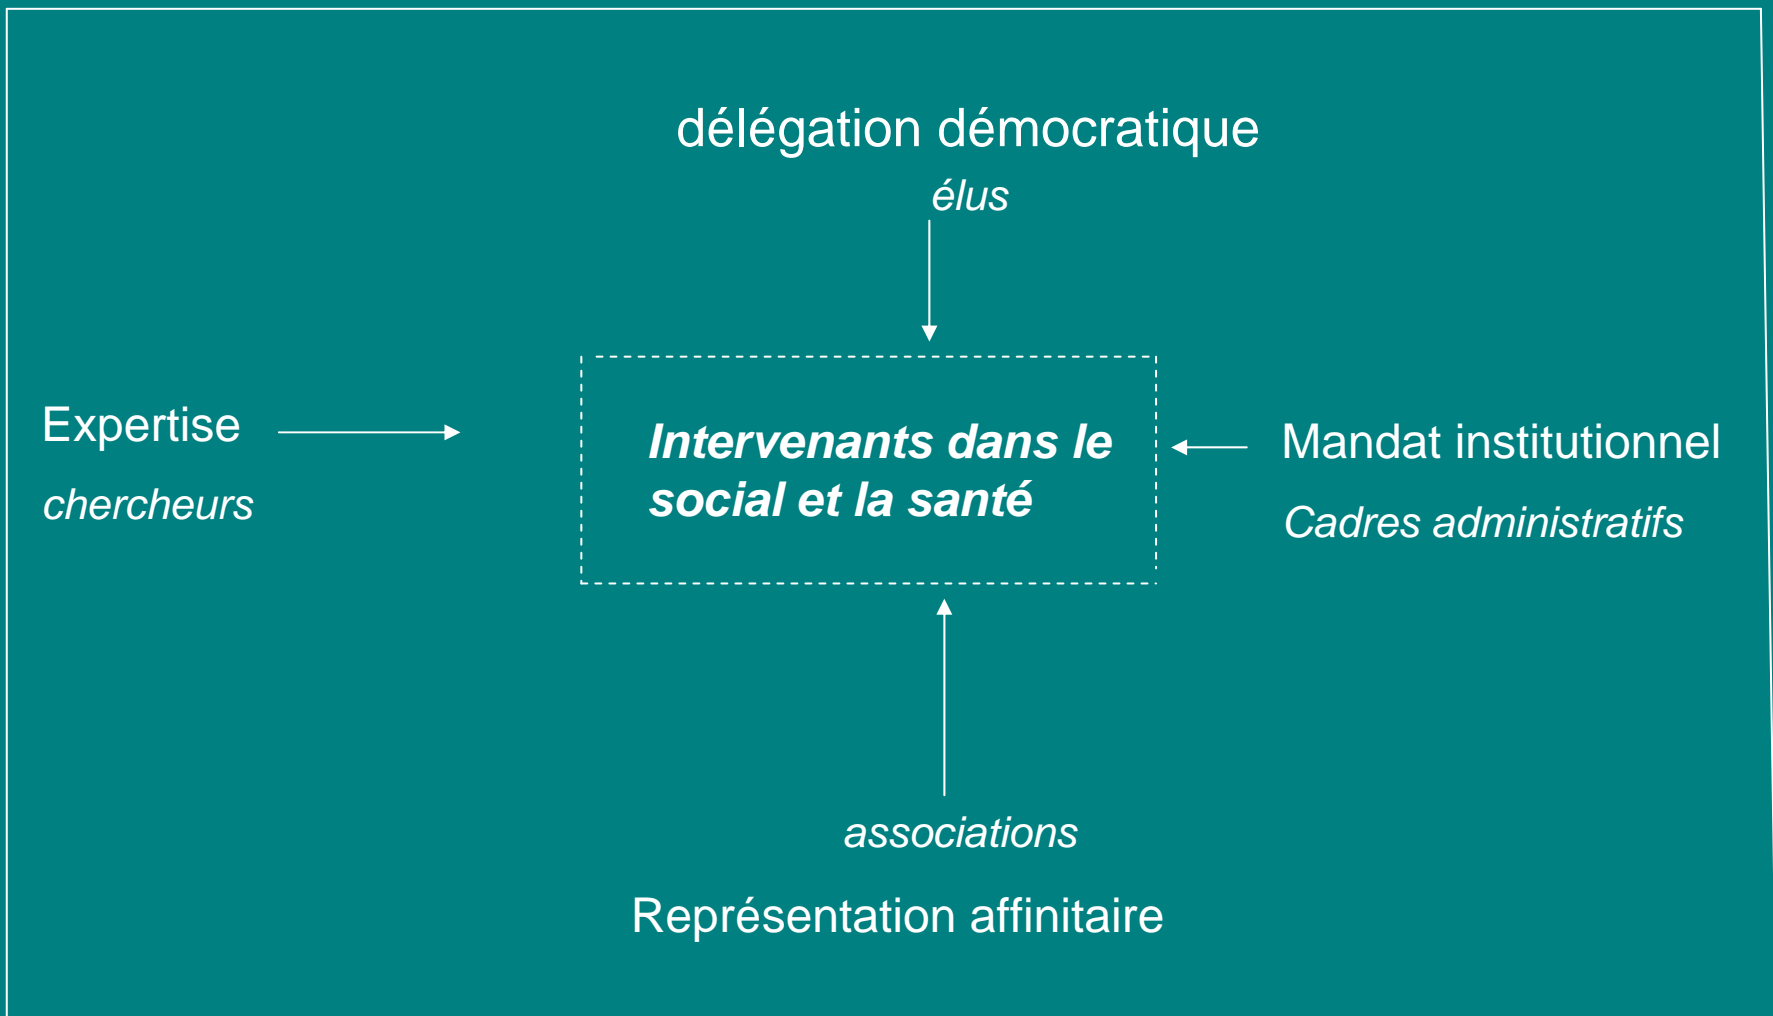 délégation démocratique
élus
Expertise
chercheurs
Intervenants dans le
social et la santé
Mandat institutionnel
Cadres administratifs
associations
Représentation affinitaire